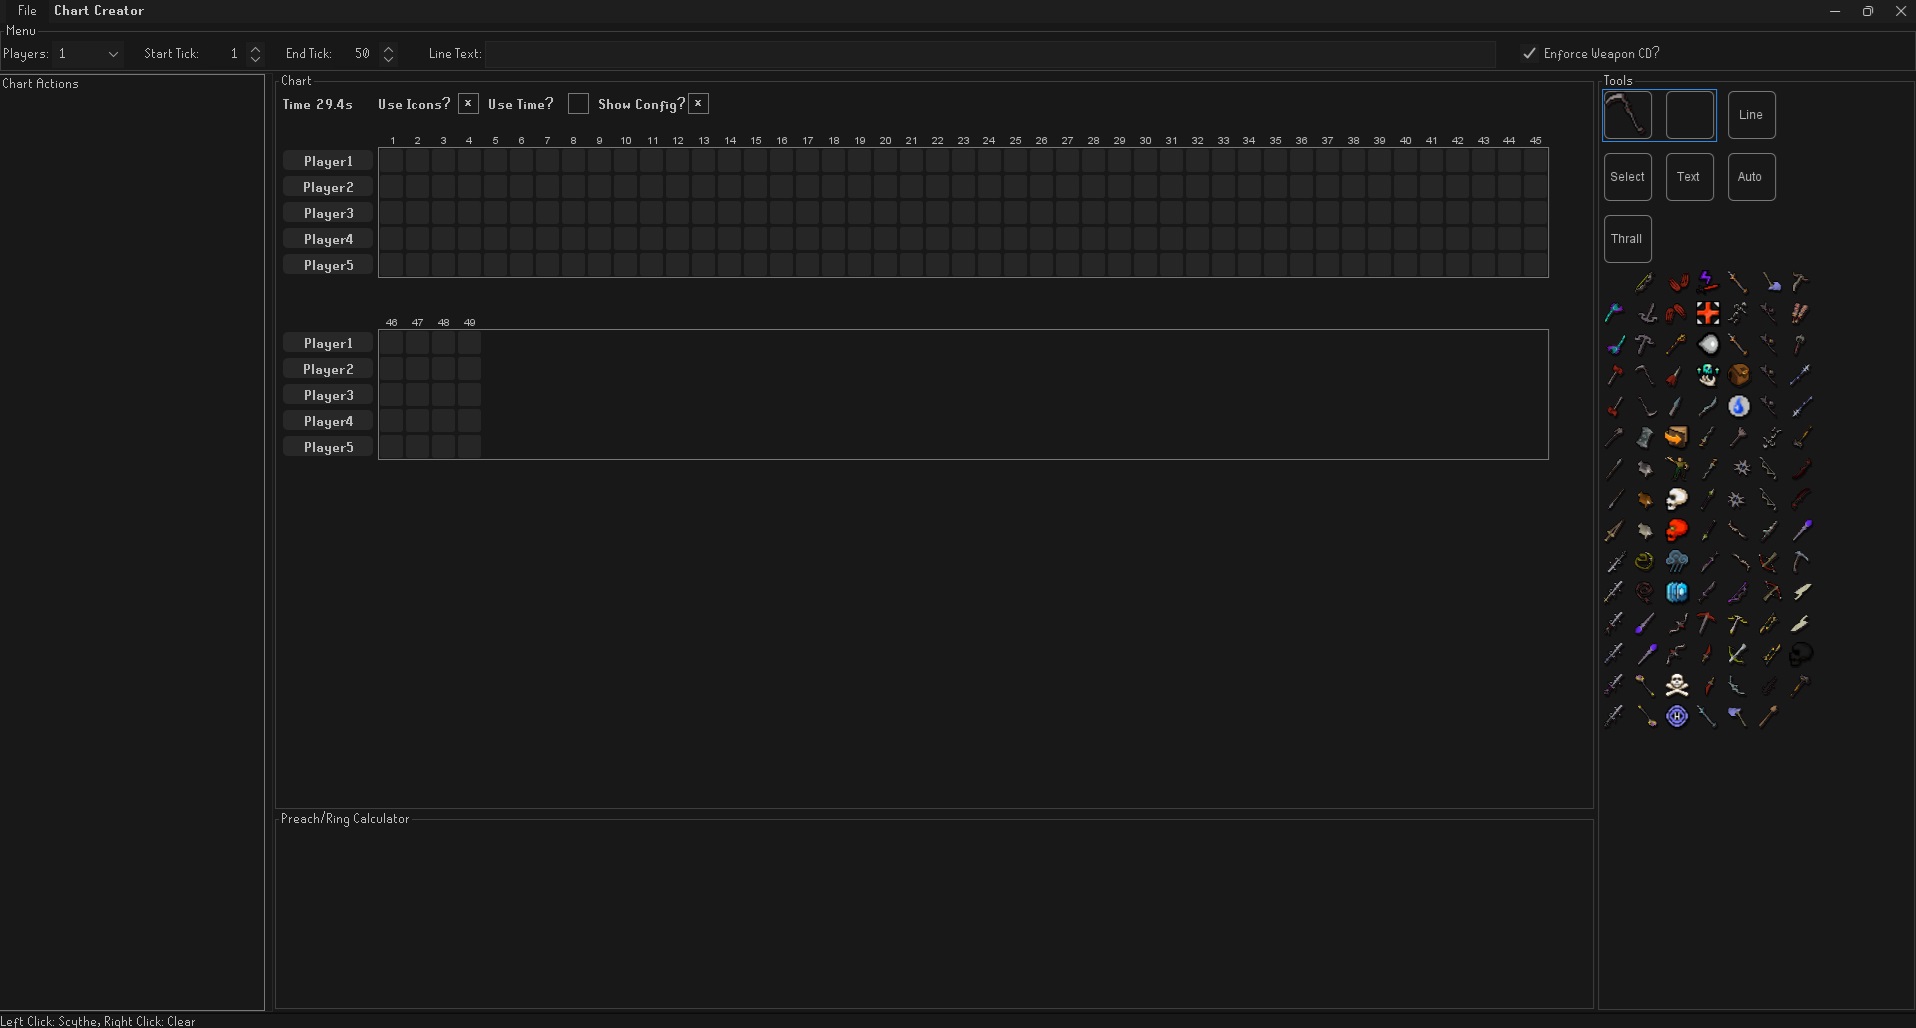 File Chart Creator
Menu
Players: 1 Start Tick: 1 End Tick: 50 Line Text: Enforce Weapon CD?
Chart Actions
Chart
Time 29.4s Use Icons? x Use Time? Show Config? x
1 2 3 4 5 6 7 8 9 10 11 12 13 14 15 16 17 18 19 20 21 22 23 24 25 26 27 28 29 30 31 32 33 34 35 36 37 38 39 40 41 42 43 44 45
Player1
Player2
Player3
Player4
Player5
46 47 48 49
Player1
Player2
Player3
Player4
Player5
Preach/Ring Calculator
Tools
Line
Select Text Auto
Thrall
H
Left Click: Scythe, Right Click: Clear